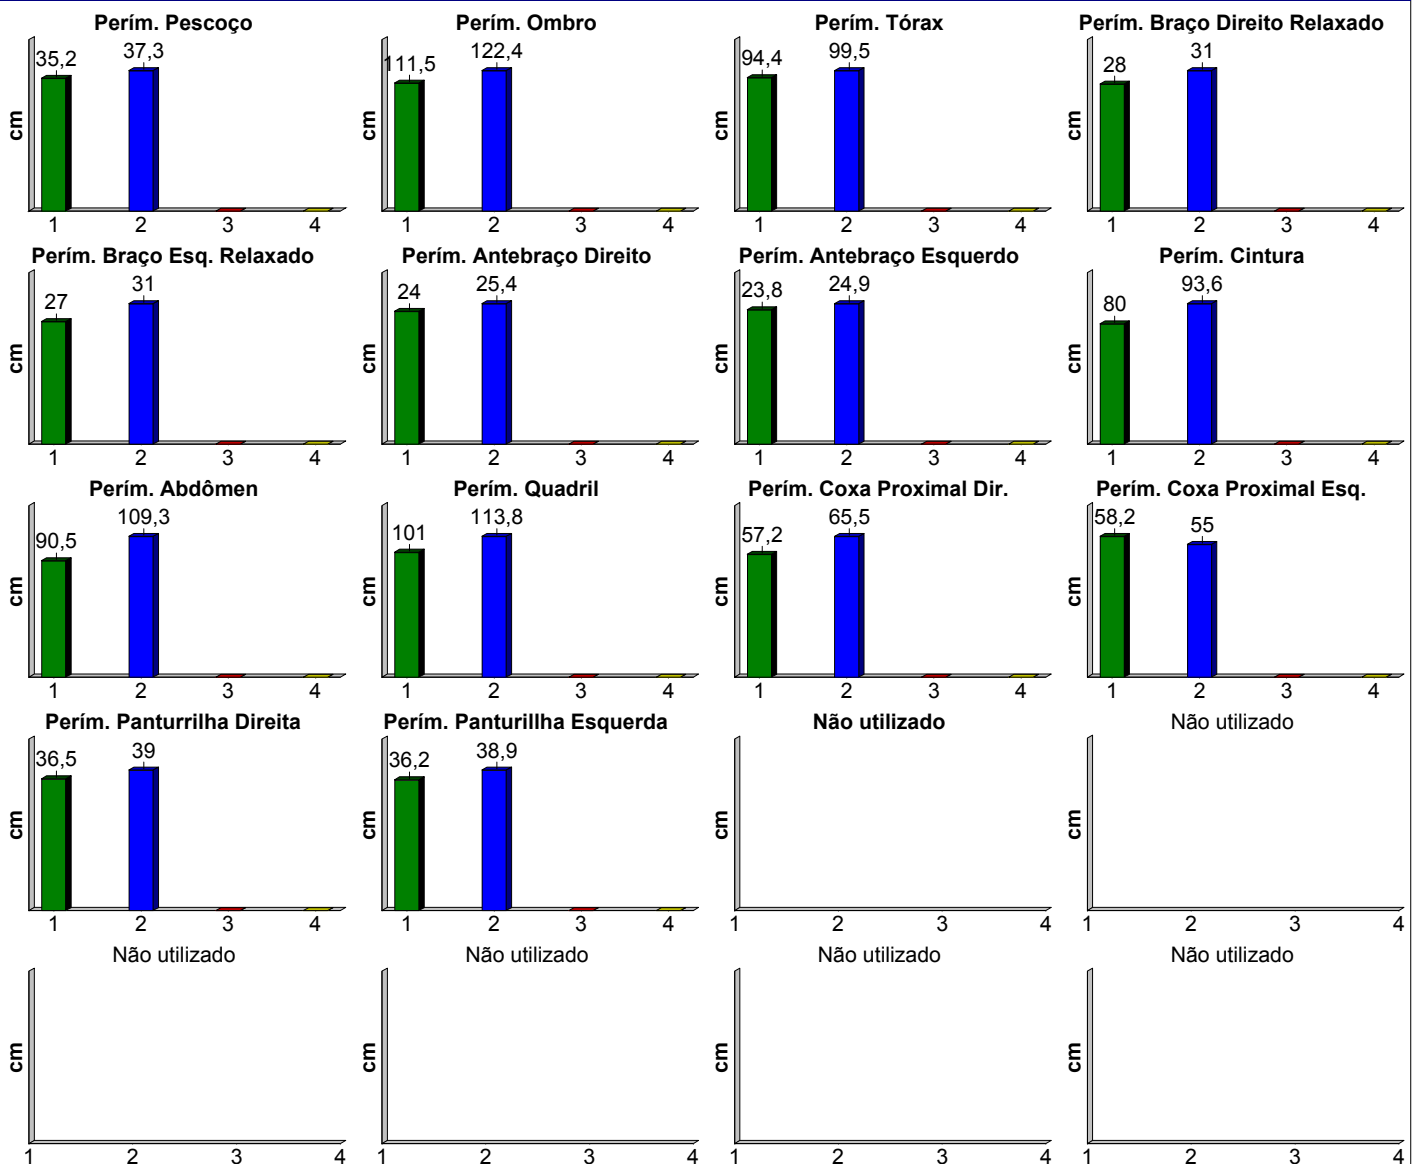 Perím. Pescoço
35,2
37,3
cm
1 2 3 4
Perím. Ombro
111,5
122,4
cm
1 2 3 4
Perím. Tórax
94,4
99,5
cm
1 2 3 4
Perím. Braço Direito Relaxado
28
31
cm
1 2 3 4
Perím. Braço Esq. Relaxado
27
31
cm
1 2 3 4
Perím. Antebraço Direito
24
25,4
cm
1 2 3 4
Perím. Antebraço Esquerdo
23,8
24,9
cm
1 2 3 4
Perím. Cintura
80
93,6
cm
1 2 3 4
Perím. Abdômen
90,5
109,3
cm
1 2 3 4
Perím. Quadril
101
113,8
cm
1 2 3 4
Perím. Coxa Proximal Dir.
57,2
65,5
cm
1 2 3 4
Perím. Coxa Proximal Esq.
58,2
55
cm
1 2 3 4
Perím. Panturrilha Direita
36,5
39
cm
1 2 3 4
Perím. Panturillha Esquerda
36,2
38,9
cm
1 2 3 4
Não utilizado
cm
1 2 3 4
Não utilizado
cm
1 2 3 4
Não utilizado
cm
1 2 3 4
Não utilizado
cm
1 2 3 4
Não utilizado
cm
1 2 3 4
Não utilizado
cm
1 2 3 4